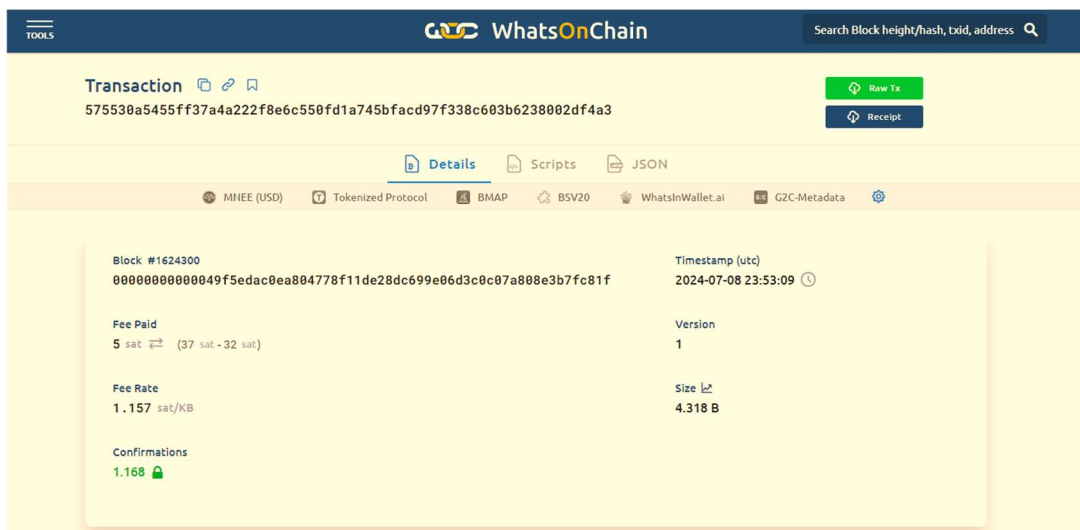 TOOLS
WhatsOnChain
Search Block height/hash, txid, address
Transaction
575530a5455ff37a4a222f8e6c550fd1a745bfacd97f338c603b6238002df4a3
Raw Tx
Receipt
Details
Scripts
JSON
MNEE (USD)
Tokenized Protocol
BMAP
BSV20
WhatsInWallet.ai
G2C-Metadata
Block #1624300
00000000000049f5edac0ea804778f11de28dc699e06d3c0c07a808e3b7fc81f
Timestamp (utc)
2024-07-08 23:53:09
Fee Paid
5 sat (37 sat - 32 sat)
Version
1
Fee Rate
1.157 sat/KB
Size
4.318 B
Confirmations
1.168